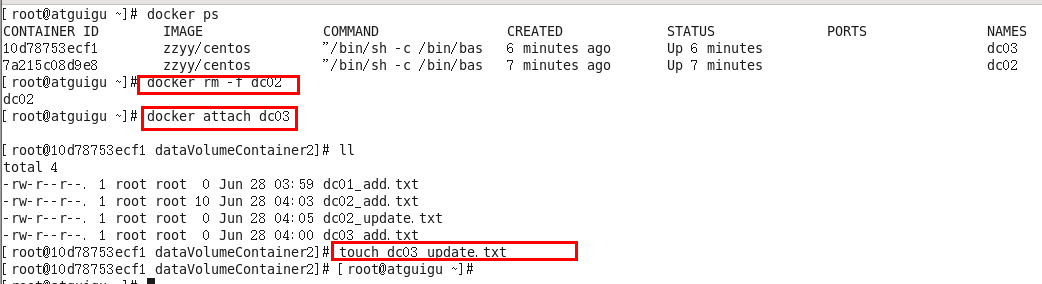 [root@atguigu ~]# docker ps
CONTAINER ID IMAGE COMMAND CREATED STATUS PORTS NAMES
10d78753ecf1 zzyy/centos "/bin/sh -c /bin/bas 6 minutes ago Up 6 minutes dc03
7a215c08d9e8 zzyy/centos "/bin/sh -c /bin/bas 7 minutes ago Up 7 minutes dc02
[root@atguigu ~]# docker rm -f dc02
dc02
[root@atguigu ~]# docker attach dc03
[root@10d78753ecf1 dataVolumeContainer2]# ll
total 4
-rw-r--r--. 1 root root 0 Jun 28 03:59 dc01_add.txt
-rw-r--r--. 1 root root 10 Jun 28 04:03 dc02_add.txt
-rw-r--r--. 1 root root 0 Jun 28 04:05 dc02_update.txt
-rw-r--r--. 1 root root 0 Jun 28 04:00 dc03_add.txt
[root@10d78753ecf1 dataVolumeContainer2]# touch dc03_update.txt
[root@10d78753ecf1 dataVolumeContainer2]# [root@atguigu ~]#